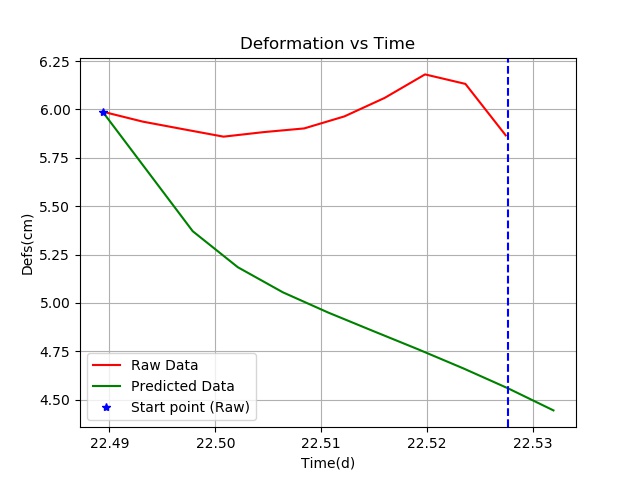 Deformation vs Time
Defs(cm)
6.25
6.00
5.75
5.50
5.25
5.00
4.75
4.50
Raw Data
Predicted Data
Start point (Raw)
22.49 22.50 22.51 22.52 22.53
Time(d)